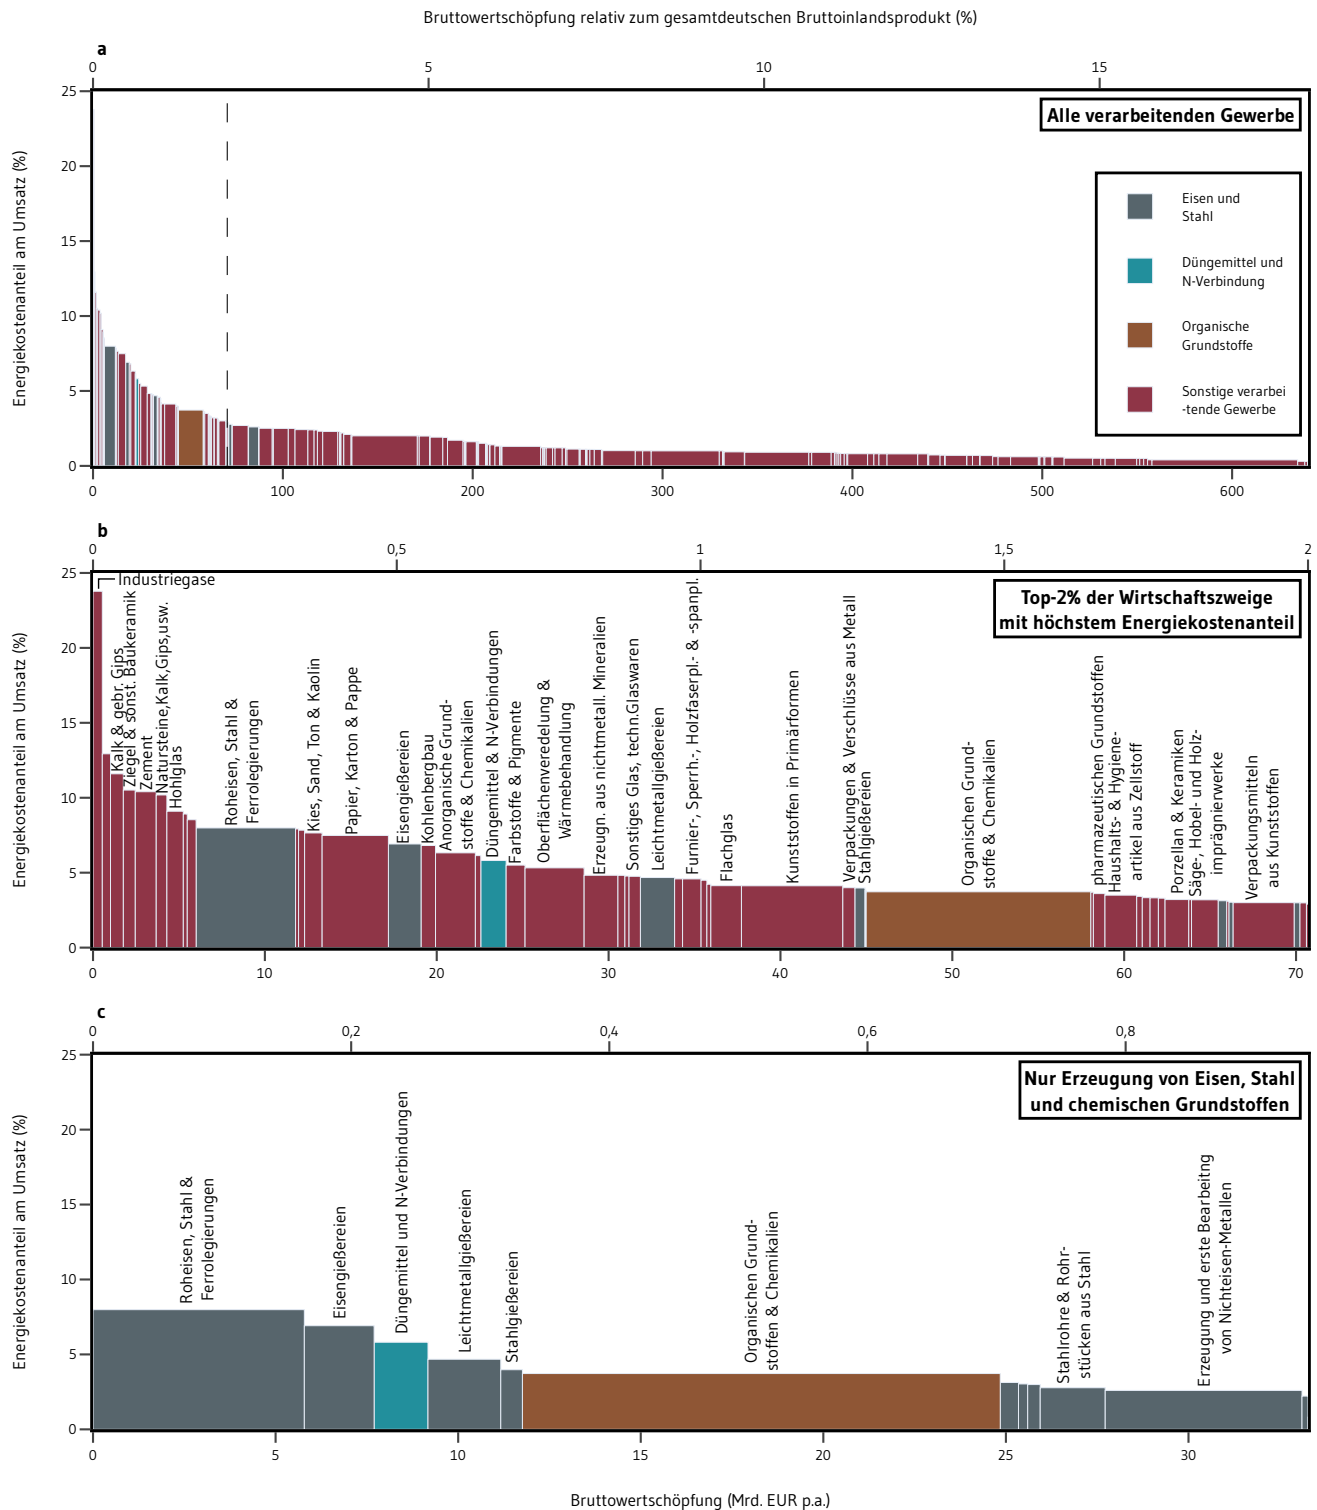 Bruttowertschöpfung relativ zum gesamtdeutschen Bruttoinlandsprodukt (%)
a
0 5 10 15
Energiekostenanteil am Umsatz (%)
25
20
15
10
5
0
Alle verarbeitenden Gewerbe
Eisen und
Stahl
Düngemittel und
N-Verbindung
Organische
Grundstoffe
Sonstige verarbei
-tende Gewerbe
0 100 200 300 400 500 600
b
0 0,5 1 1,5 2
Energiekostenanteil am Umsatz (%)
25
20
15
10
5
0
Top-2% der Wirtschaftszweige
mit höchstem Energiekostenanteil
Industriegase
Kalk & gebr. Gips
Ziegel & sonst. Baukeramik
Zement
Natursteine,Kalk,Gips,usw.
Hohlglas
Roheisen, Stahl &
Ferrolegierungen
Kies, Sand, Ton & Kaolin
Papier, Karton & Pappe
Eisengießereien
Kohlenbergbau
Anorganische Grund-
stoffe & Chemikalien
Düngemittel & N-Verbindungen
Farbstoffe & Pigmente
Oberflächenveredelung &
Wärmebehandlung
Erzeugn. aus nichtmetall. Mineralien
Sonstiges Glas, techn.Glaswaren
Leichtmetallgießereien
Furnier-, Sperrh.-, Holzfaserpl.- & -spanpl.
Flachglas
Kunststoffen in Primärformen
Verpackungen & Verschlüsse aus Metall
Stahlgießereien
Organischen Grund-
stoffe & Chemikalien
pharmazeutischen Grundstoffen
Haushalts- & Hygiene-
artikel aus Zellstoff
Porzellan & Keramiken
Säge-, Hobel- und Holz-
imprägnierwerke
Verpackungsmitteln
aus Kunststoffen
0 10 20 30 40 50 60 70
c
0 0,2 0,4 0,6 0,8
Energiekostenanteil am Umsatz (%)
25
20
15
10
5
0
Nur Erzeugung von Eisen, Stahl
und chemischen Grundstoffen
Roheisen, Stahl &
Ferrolegierungen
Eisengießereien
Düngemittel und N-Verbindungen
Leichtmetallgießereien
Stahlgießereien
Organischen Grund-
stoffen & Chemikalien
Stahlrohre & Rohr-
stücken aus Stahl
Erzeugung und erste Bearbeitng
von Nichteisen-Metallen
0 5 10 15 20 25 30
Bruttowertschöpfung (Mrd. EUR p.a.)